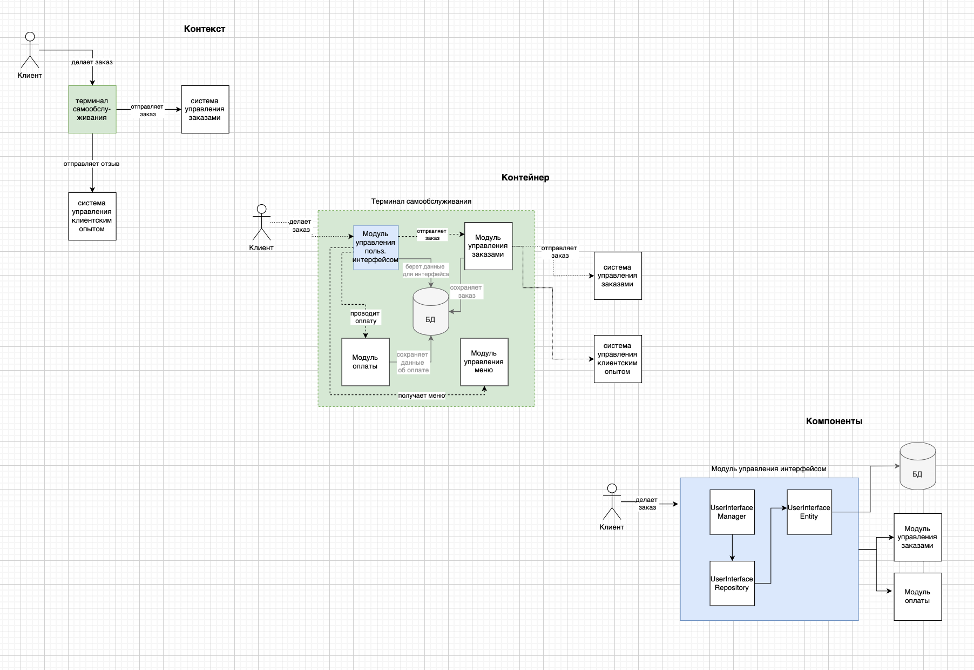 Контекст
делает заказ
Клиент
терминал
самообслу-
живания
отправляет
заказ
система
управления
заказами
отправляет отзыв
система
управления
клиентским
опытом
Контейнер
Терминал самообслуживания
Клиент
делает
заказ
Модуль
управления
польз.
интерфейсом
отправляет
заказ
Модуль
управления
заказами
отправляет
заказ
система
управления
заказами
берет данные
для интерфейса
сохраняет
заказ
БД
проводит
оплату
Модуль
оплаты
сохраняет
данные
об оплате
Модуль
управления
меню
получает меню
система
управления
клиентским
опытом
Компоненты
Модуль управления интерфейсом
Клиент
делает
заказ
UserInterface
Manager
UserInterface
Entity
UserInterface
Repository
БД
Модуль
управления
заказами
Модуль
оплаты